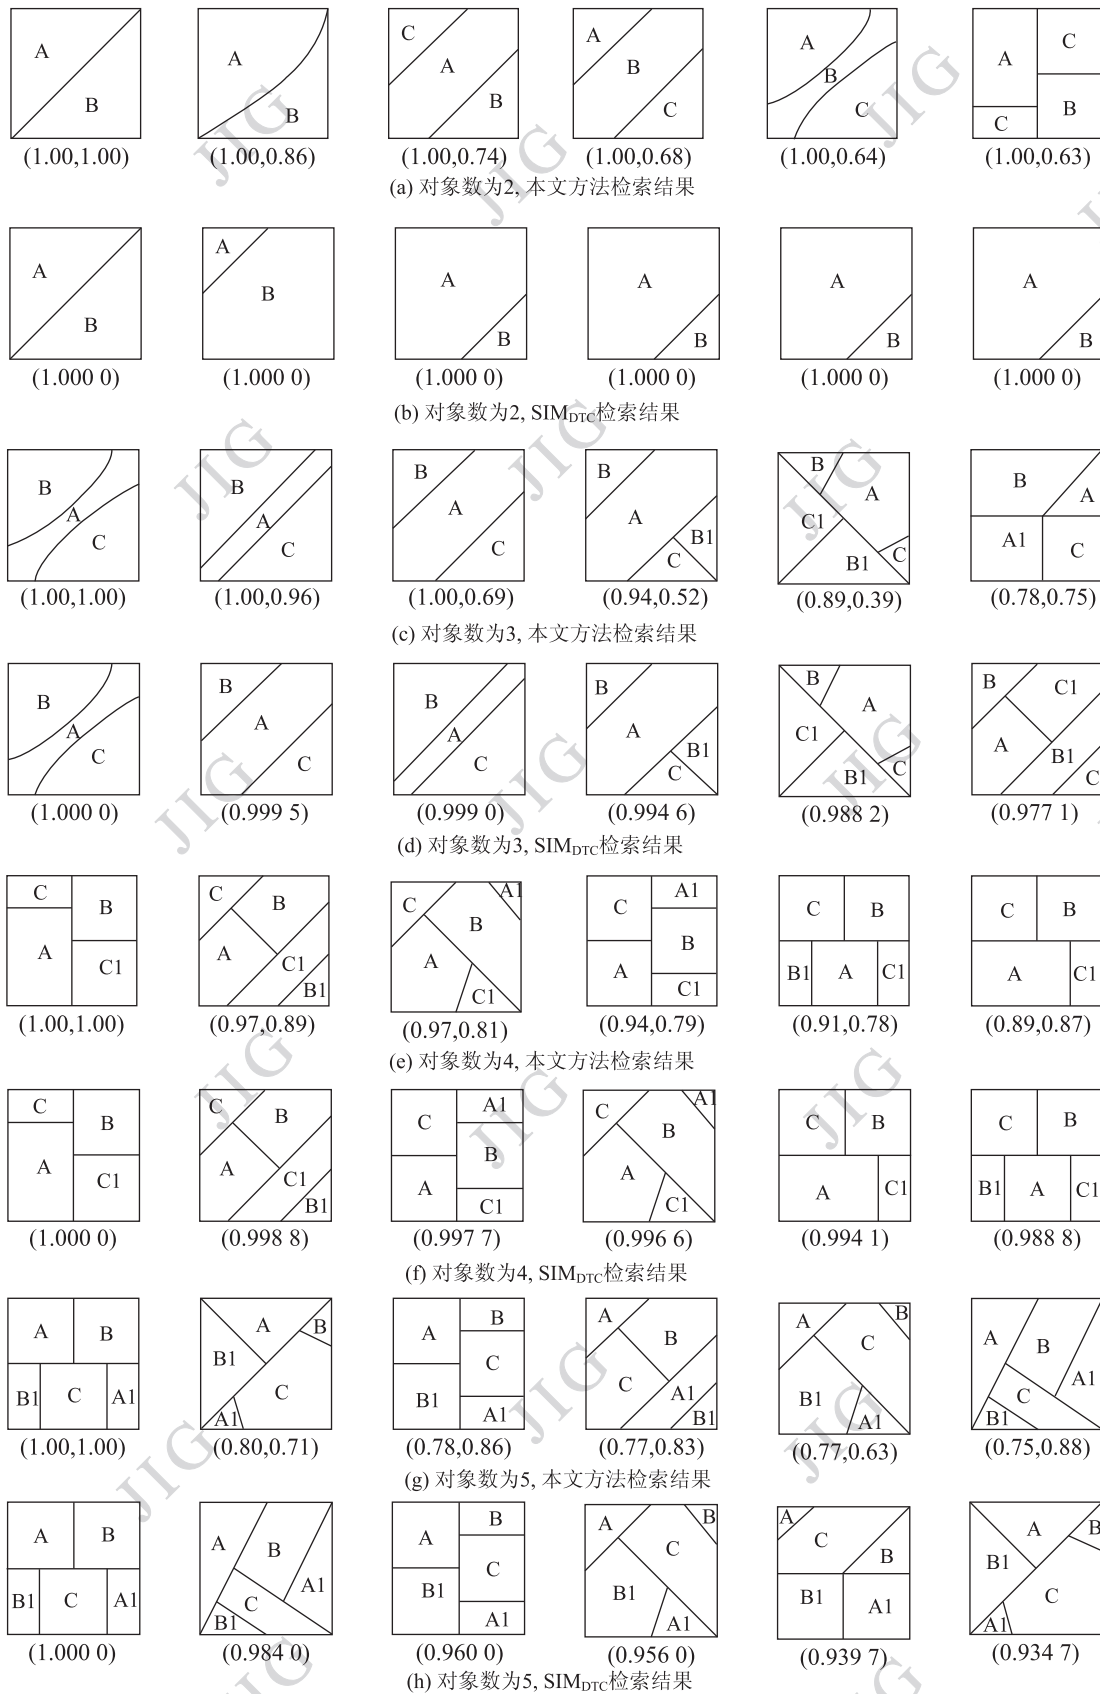 A A C A A A C
B B A B B B
B C C C
(1.00,1.00) (1.00,0.86) (1.00,0.74) (1.00,0.68) (1.00,0.64) (1.00,0.63)
(a) 对象数为2, 本文方法检索结果
A A A A A A
B B B B B B
(1.000 0) (1.000 0) (1.000 0) (1.000 0) (1.000 0) (1.000 0)
(b) 对象数为2, SIMDTC检索结果
B B B B B A B A
A A A A B1 C1 C A1 C
C C C C B1
(1.00,1.00) (1.00,0.96) (1.00,0.69) (0.94,0.52) (0.89,0.39) (0.78,0.75)
(c) 对象数为3, 本文方法检索结果
B B B B B A B C1
A A A A B1 C1 C A B1
C C C C B1 C
(1.000 0) (0.999 5) (0.999 0) (0.994 6) (0.988 2) (0.977 1)
(d) 对象数为3, SIMDTC检索结果
C B C B C A1 B C A1 C B C B
A C1 A C1 A B B1 A C1 A C1
B1 C1 A C1
(1.00,1.00) (0.97,0.89) (0.97,0.81) (0.94,0.79) (0.91,0.78) (0.89,0.87)
(e) 对象数为4, 本文方法检索结果
C B C B C A1 C A1 B C B C B
A C1 A C1 B A A C1 B1 A C1
B1 A C1 C1
(1.000 0) (0.998 8) (0.997 7) (0.996 6) (0.994 1) (0.988 8)
(f) 对象数为4, SIMDTC检索结果
A B A B A B A B A B A B
B1 C A1 B1 C C C C A1
A1 B1 A1 A1 B1 B1 A1 C B1
(1.00,1.00) (0.80,0.71) (0.78,0.86) (0.77,0.83) (0.77,0.63) (0.75,0.88)
(g) 对象数为5, 本文方法检索结果
A B A B A B A B A C A B
B1 C A1 A1 C C B B1
C B1 B1 A1 B1 A1 B1 A1 C A1
(1.000 0) (0.984 0) (0.960 0) (0.956 0) (0.939 7) (0.934 7)
(h) 对象数为5, SIMDTC检索结果